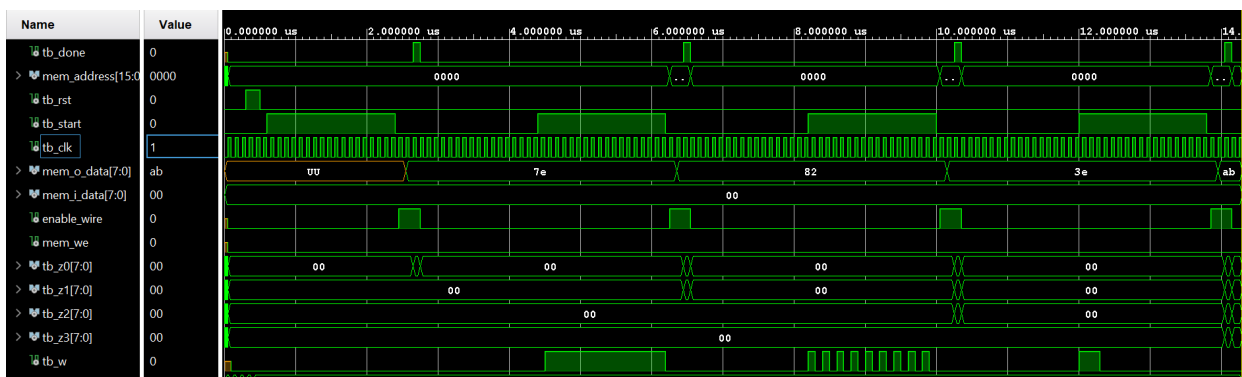 Name Value
0.000000 us 2.000000 us 4.000000 us 6.000000 us 8.000000 us 10.000000 us 12.000000 us 14.
tb_done 0
mem_address[15:0 0000 0000 .. 0000 .. 0000 ..
tb_rst 0
tb_start 0
tb_clk 1
mem_o_data[7:0] ab UU 7e 82 3e ab
mem_i_data[7:0] 00 00
enable_wire 0
mem_we 0
tb_z0[7:0] 00 00 00 00 00
tb_z1[7:0] 00 00 00 00
tb_z2[7:0] 00 00 00
tb_z3[7:0] 00 00
tb_w 0